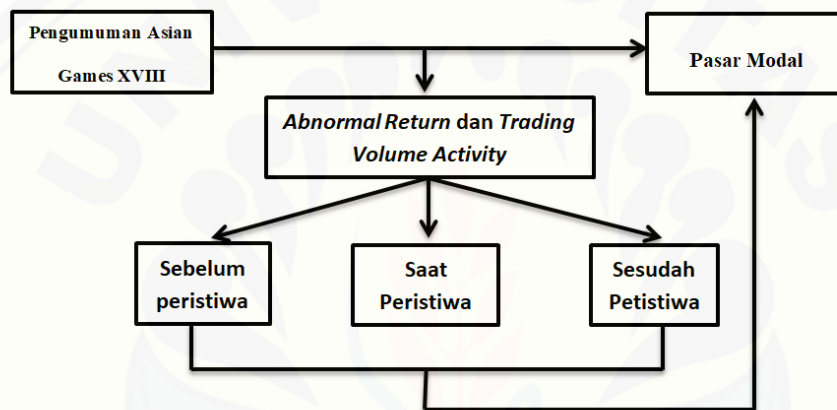 Pengumuman Asian
Games XVIII
Pasar Modal
Abnormal Return dan Trading
Volume Activity
Sebelum
peristiwa
Saat
Peristiwa
Sesudah
Petistiwa